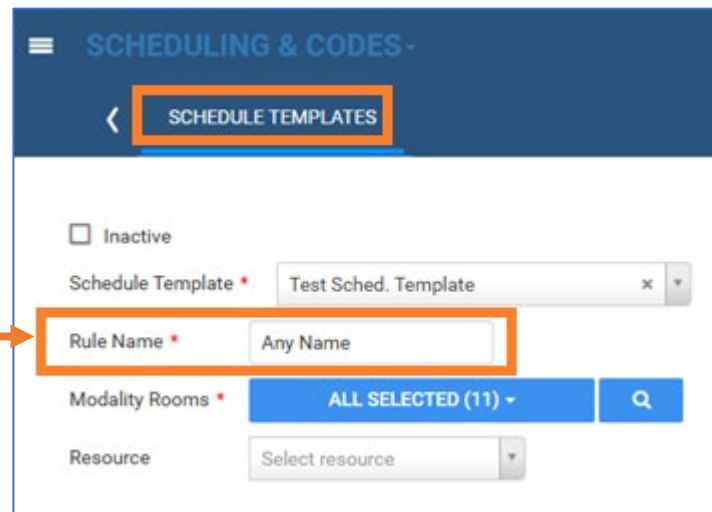 SCHEDULING & CODES
SCHEDULE TEMPLATES
Inactive
Schedule Template * Test Sched. Template ×
Rule Name * Any Name
Modality Rooms * ALL SELECTED (11)
Resource Select resource